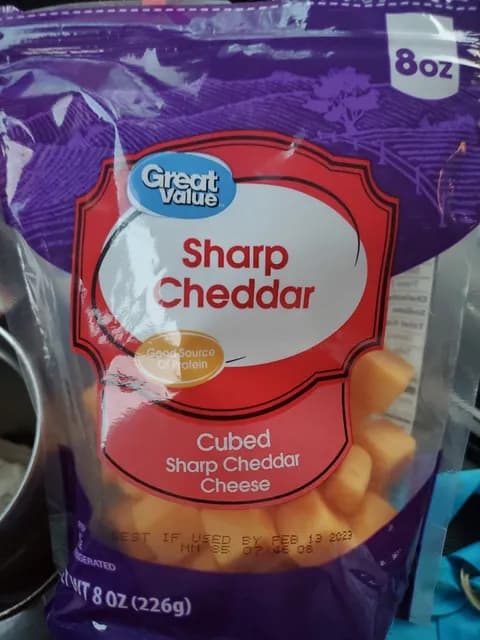 8oz
Great
Value
Sharp
Cheddar
Good Source
Of Protein
Cubed
Sharp Cheddar
Cheese
BEST IF USED BY FEB 13 2023
WT 8 OZ (226g)